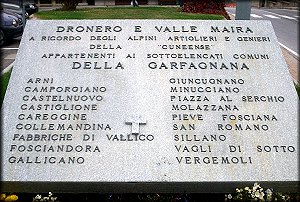 DRONERO E VALLE MAIRA
A RICORDO DEGLI ALPINI ARTIGLIERI E GENIERI
DELLA "CUNEENSE"
APPARTENENTI AI SOTTOELENCATI COMUNI
DELLA GARFAGNANA
ARNI GIUNCUGNANO
CAMPORGIANO MINUCCIANO
CASTELNUOVO PIAZZA AL SERCHIO
CASTIGLIONE MOLAZZANA
CAREGGINE PIEVE FOSCIANA
COLLEMANDINA SAN ROMANO
FABBRICHE DI VALLICO SILLANO
FOSCIANDORA VAGLI DI SOTTO
GALLICANO VERGEMOLI